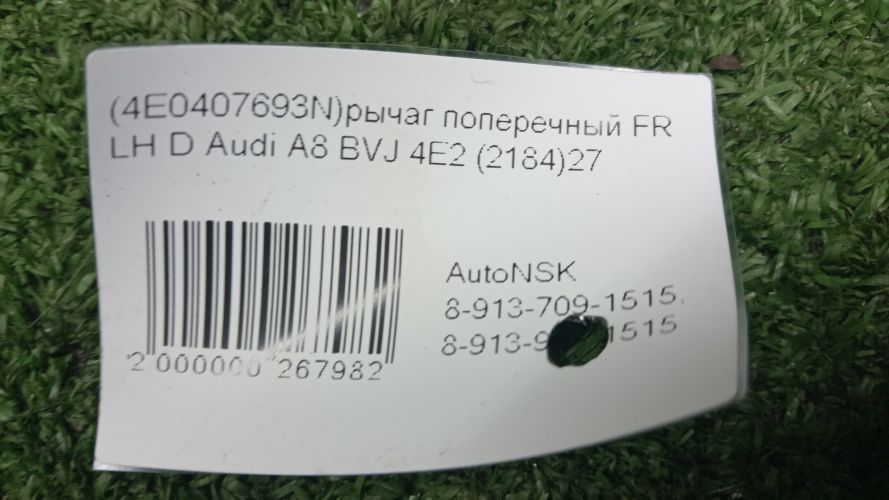 (4E0407693N)рычаг поперечный FR
LH D Audi A8 BVJ 4E2 (2184)27
AutoNSK
8-913-709-1515,
1515
2 000000 267982